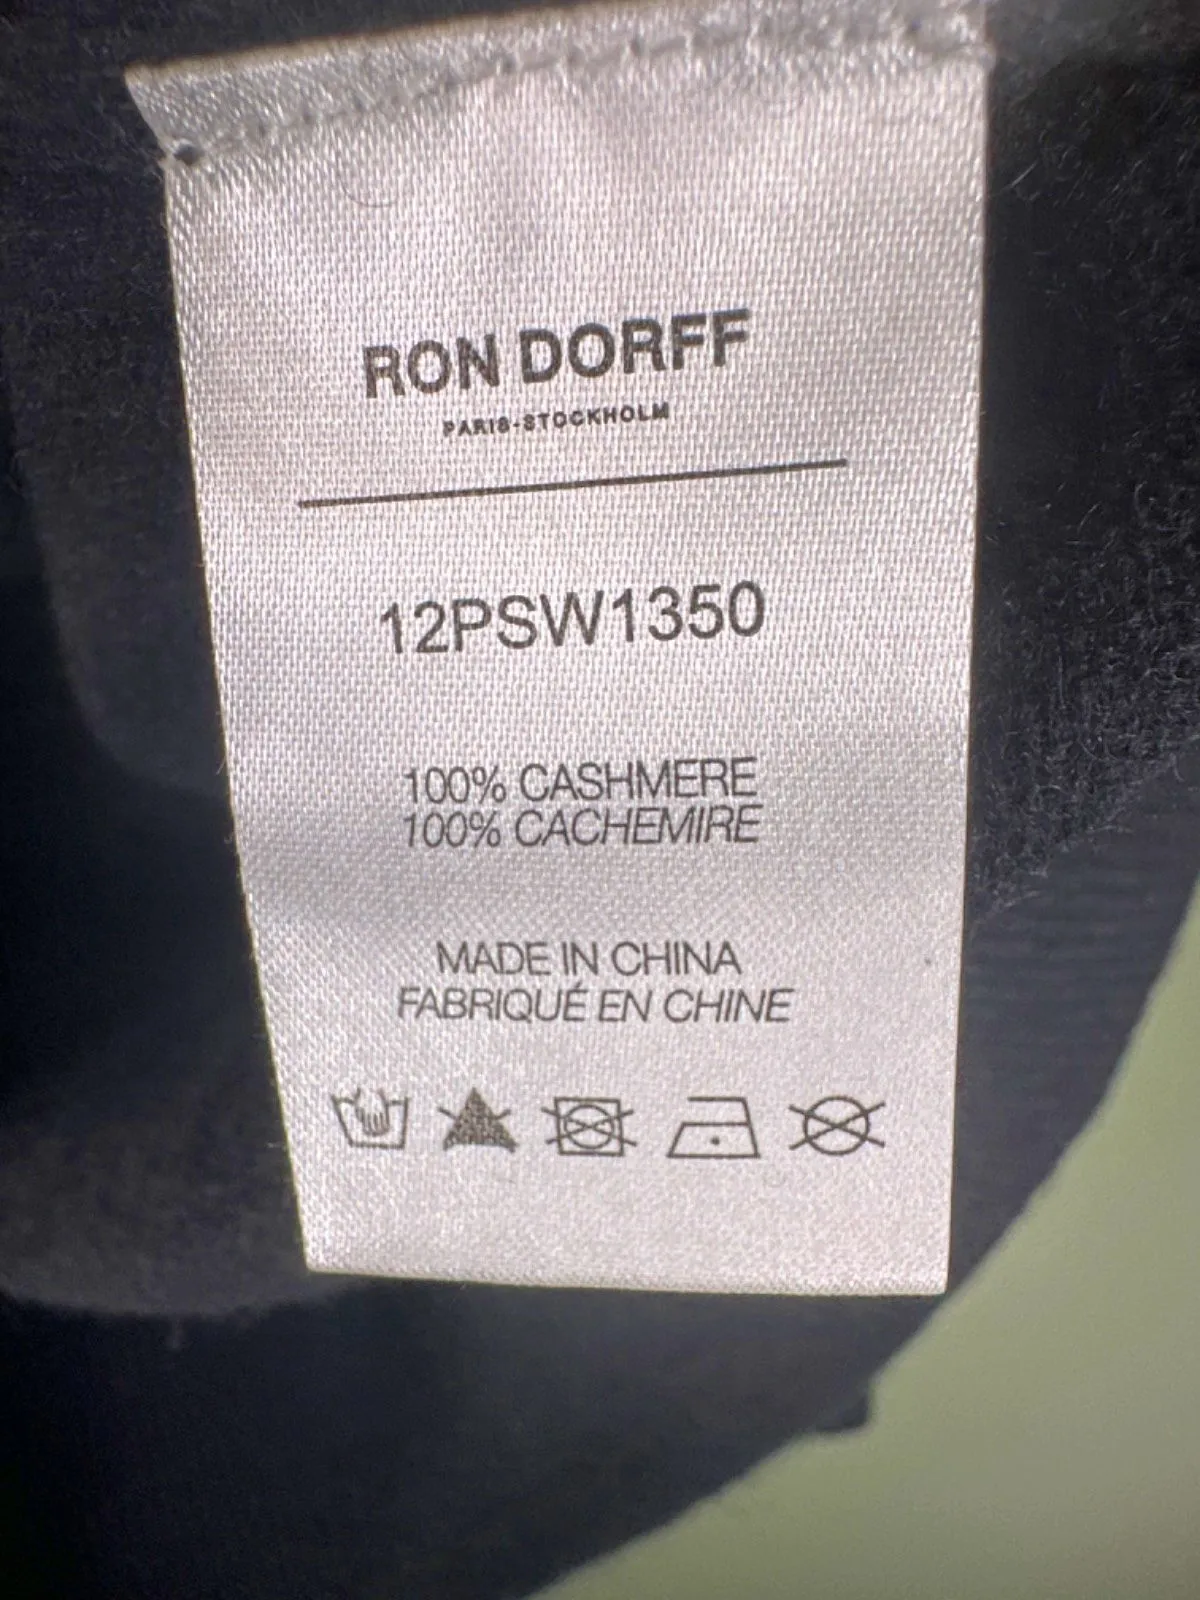 RON DORFF
PARIS-STOCKHOLM
12PSW1350
100% CASHMERE
100% CACHEMIRE
MADE IN CHINA
FABRIQUÉ EN CHINE